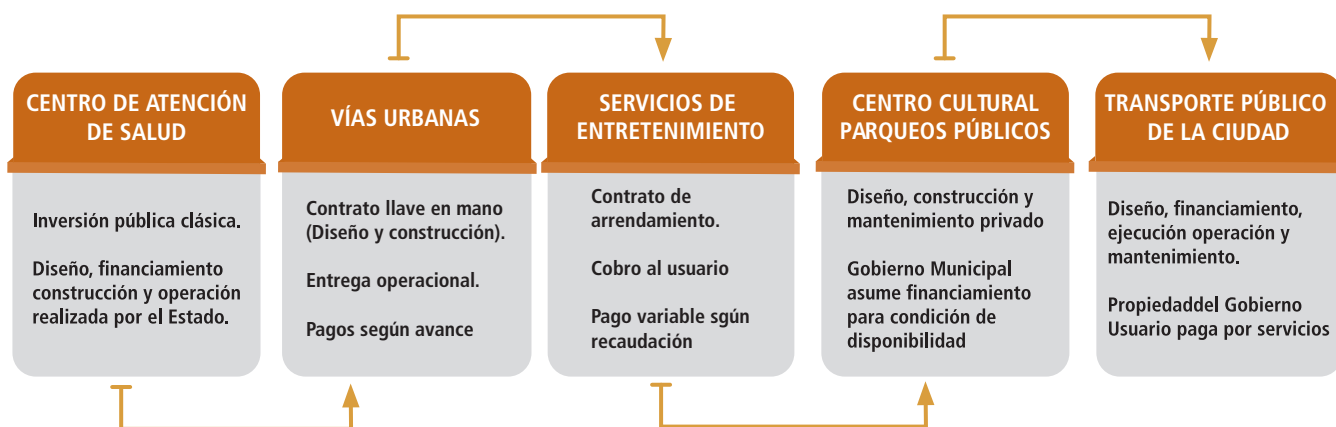 CENTRO DE ATENCIÓN
DE SALUD
Inversión pública clásica.
Diseño, financiamiento
construcción y operación
realizada por el Estado.
VÍAS URBANAS
Contrato llave en mano
(Diseño y construcción).
Entrega operacional.
Pagos según avance
SERVICIOS DE
ENTRETENIMIENTO
Contrato de
arrendamiento.
Cobro al usuario
Pago variable sgún
recaudación
CENTRO CULTURAL
PARQUEOS PÚBLICOS
Diseño, construcción y
mantenimiento privado
Gobierno Municipal
asume financiamiento
para condición de
disponibilidad
TRANSPORTE PÚBLICO
DE LA CIUDAD
Diseño, financiamiento,
ejecución operación y
mantenimiento.
Propiedaddel Gobierno
Usuario paga por servicios